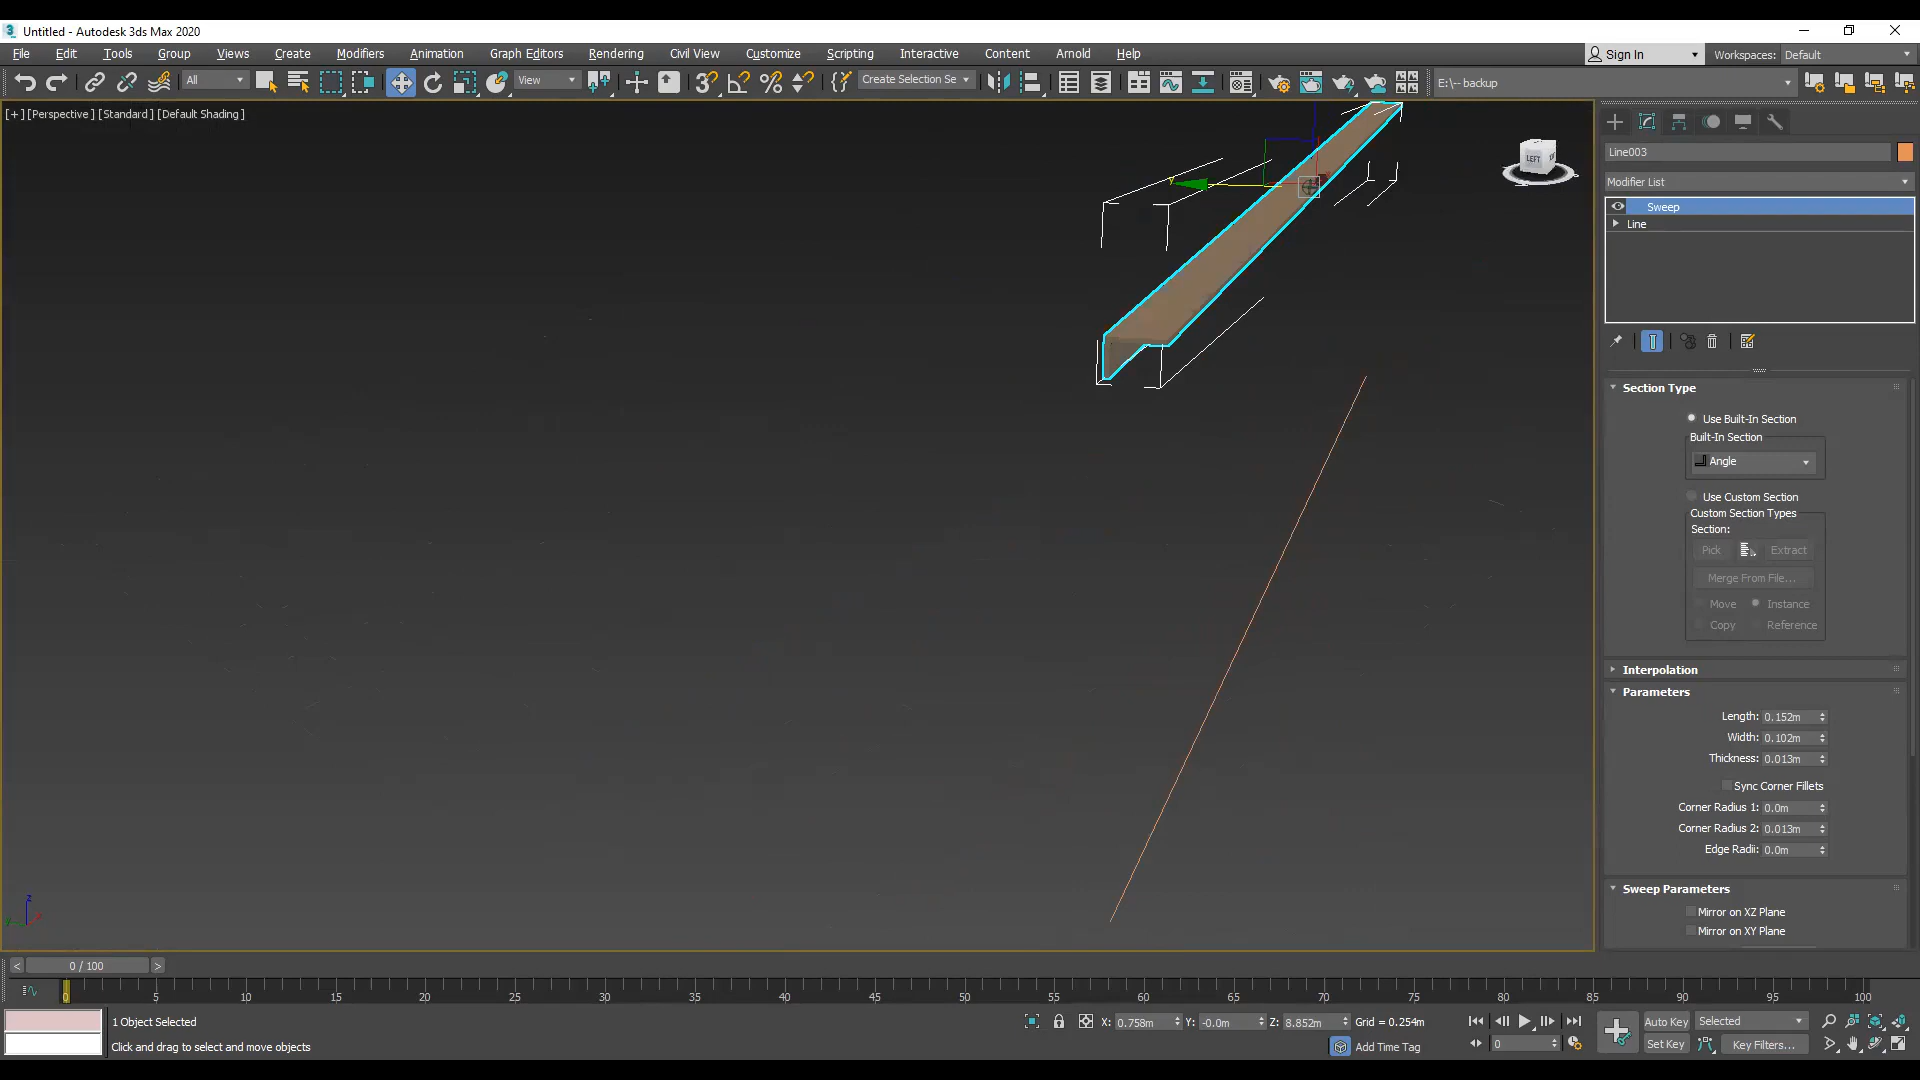 Untitled - Autodesk 3ds Max 2020
File Edit Tools Group Views Create Modifiers Animation Graph Editors Rendering Civil View Customize Scripting Interactive Content Arnold Help
Sign In Workspaces: Default
All View Create Selection Se E:\-- backup
[+] [Perspective ] [Standard ] [Default Shading ]
LEFT
Line003
Modifier List
Sweep
Line
Section Type
Use Built-In Section
Built-In Section
Angle
Use Custom Section
Custom Section Types
Section:
Pick Extract
Merge From File...
Move Instance
Copy Reference
Interpolation
Parameters
Length: 0.152m
Width: 0.102m
Thickness: 0.013m
Sync Corner Fillets
Corner Radius 1: 0.0m
Corner Radius 2: 0.013m
Edge Radii: 0.0m
Sweep Parameters
Mirror on XZ Plane
Mirror on XY Plane
y
z
< 0 / 100 >
0 5 10 15 20 25 30 35 40 45 50 55 60 65 70 75 80 85 90 95 100
1 Object Selected
Click and drag to select and move objects
X: 0.758m Y: -0.0m Z: 8.852m Grid = 0.254m
Add Time Tag
0
Auto Key Selected
Set Key Key Filters...